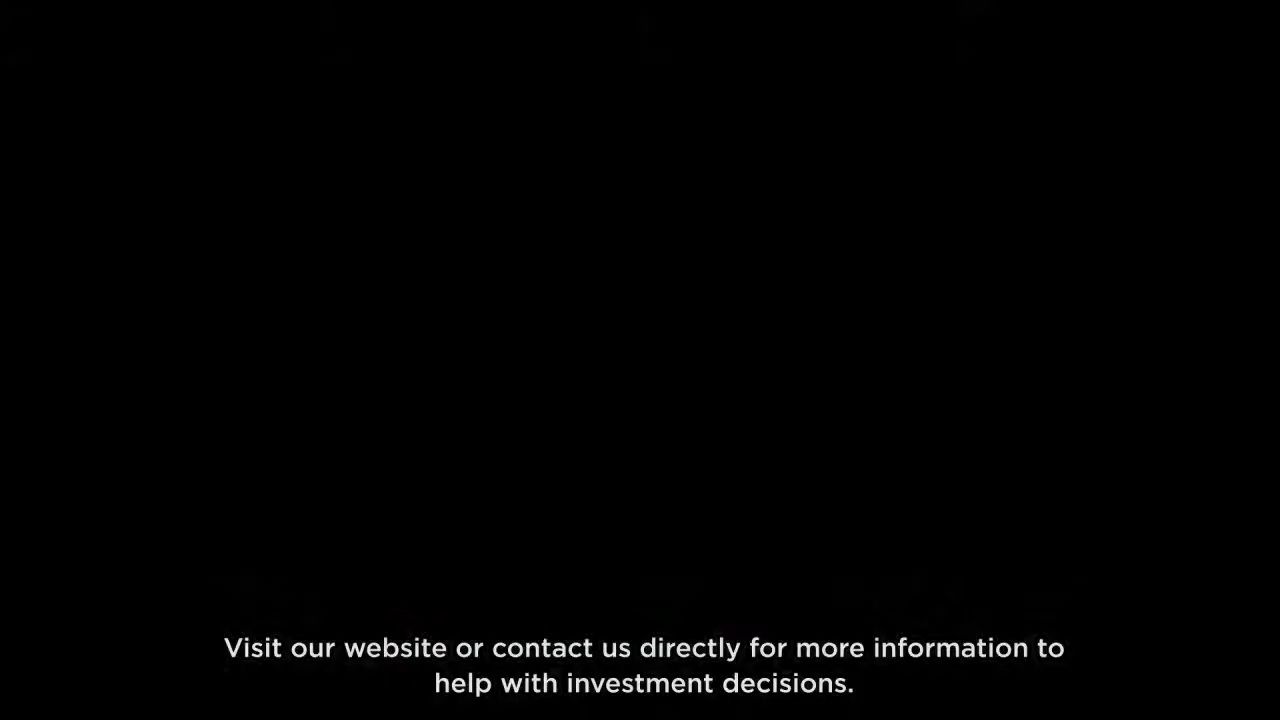 Visit our website or contact us directly for more information to
help with investment decisions.